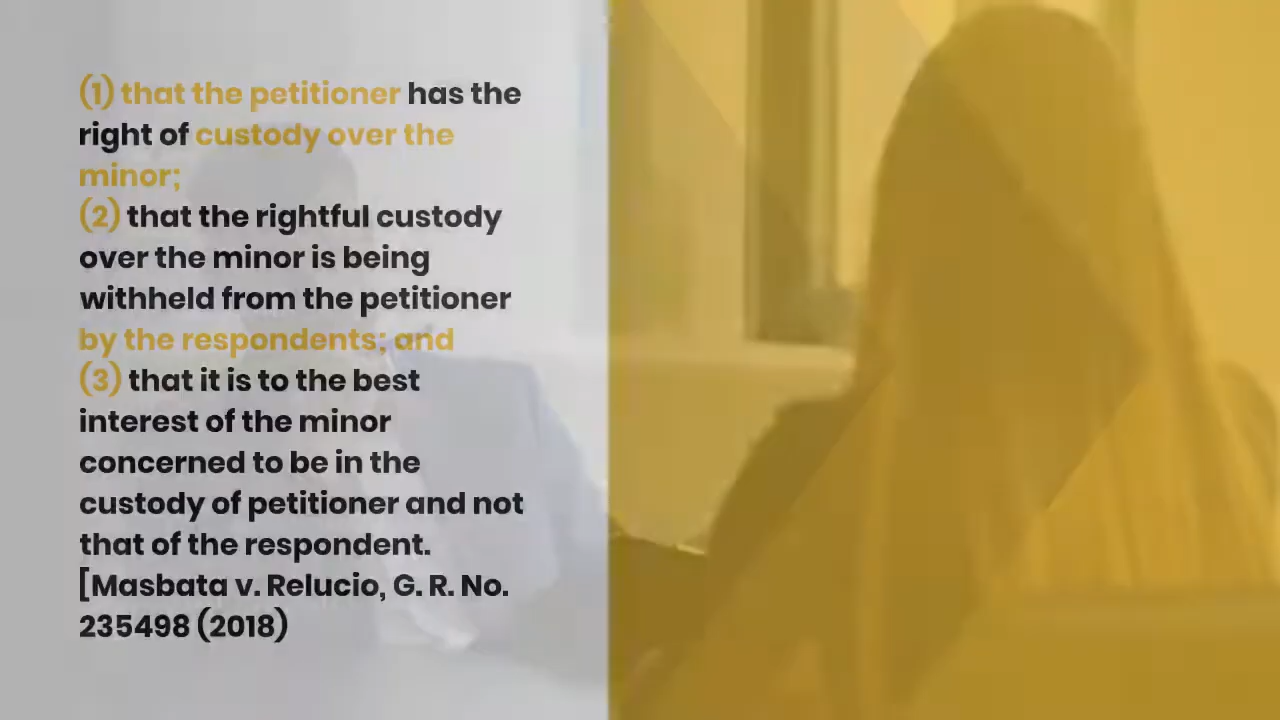 (1) that the petitioner has the
right of custody over the
minor;
(2) that the rightful custody
over the minor is being
withheld from the petitioner
by the respondents; and
(3) that it is to the best
interest of the minor
concerned to be in the
custody of petitioner and not
that of the respondent.
[Masbata v. Relucio, G. R. No.
235498 (2018)